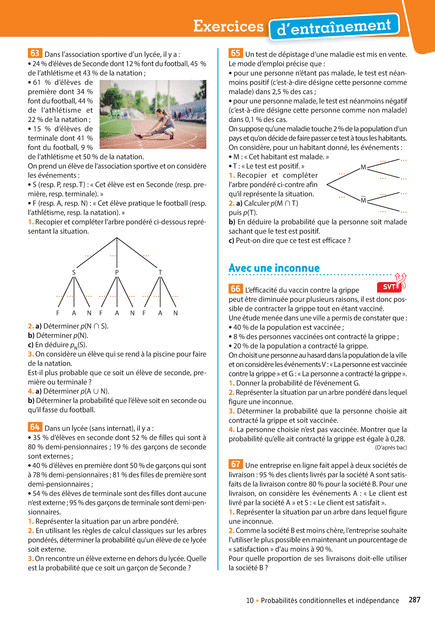 Exercices d'entraînement
63 Dans l'association sportive d'un lycée, il y a :
• 24 % d'élèves de Seconde dont 12 % font du football, 45 %
de l'athlétisme et 43 % de la natation ;
• 61 % d'élèves de
première dont 34 %
font du football, 44 %
de l'athlétisme et
22 % de la natation ;
• 15 % d'élèves de
terminale dont 41 %
font du football, 9 %
de l'athlétisme et 50 % de la natation.
On prend un élève de l'association sportive et on considère
les événements :
• S (resp. P, resp. T) : « Cet élève est en Seconde (resp. pre-
mière, resp. terminale). »
• F (resp. A, resp. N) : « Cet élève pratique le football (resp.
l'athlétisme, resp. la natation). »
1. Recopier et compléter l'arbre pondéré ci-dessous repré-
sentant la situation.
S P T
F A N F A N F A N
2. a) Déterminer p(N ∩ S).
b) Déterminer p(N).
c) En déduire pN(S).
3. On considère un élève qui se rend à la piscine pour faire
de la natation.
Est-il plus probable que ce soit un élève de seconde, pre-
mière ou terminale ?
4. a) Déterminer p(A ∪ N).
b) Déterminer la probabilité que l'élève soit en seconde ou
qu'il fasse du football.
64 Dans un lycée (sans internat), il y a :
• 35 % d'élèves en seconde dont 52 % de filles qui sont à
80 % demi-pensionnaires ; 19 % des garçons de seconde
sont externes ;
• 40 % d'élèves en première dont 50 % de garçons qui sont
à 78 % demi-pensionnaires ; 81 % des filles de première sont
demi-pensionnaires ;
• 54 % des élèves de terminale sont des filles dont aucune
n'est externe ; 95 % des garçons de terminale sont demi-pen-
sionnaires.
1. Représenter la situation par un arbre pondéré.
2. En utilisant les règles de calcul classiques sur les arbres
pondérés, déterminer la probabilité qu'un élève de ce lycée
soit externe.
3. On rencontre un élève externe en dehors du lycée. Quelle
est la probabilité que ce soit un garçon de Seconde ?
65 Un test de dépistage d'une maladie est mis en vente.
Le mode d'emploi précise que :
• pour une personne n'étant pas malade, le test est néan-
moins positif (c'est-à-dire désigne cette personne comme
malade) dans 2,5 % des cas ;
• pour une personne malade, le test est néanmoins négatif
(c'est-à-dire désigne cette personne comme non malade)
dans 0,1 % des cas.
On suppose qu'une maladie touche 2 % de la population d'un
pays et qu'on décide de faire passer ce test à tous les habitants.
On considère, pour un habitant donné, les événements :
• M : « Cet habitant est malade. »
• T : « Le test est positif. »
1. Recopier et compléter
l'arbre pondéré ci-contre afin
qu'il représente la situation.
2. a) Calculer p(M ∩ T)
puis p(T).
M
M̅
b) En déduire la probabilité que la personne soit malade
sachant que le test est positif.
c) Peut-on dire que ce test est efficace ?
Avec une inconnue
SVT
66 L'efficacité du vaccin contre la grippe
peut être diminuée pour plusieurs raisons, il est donc pos-
sible de contracter la grippe tout en étant vacciné.
Une étude menée dans une ville a permis de constater que :
• 40 % de la population est vaccinée ;
• 8 % des personnes vaccinées ont contracté la grippe ;
• 20 % de la population a contracté la grippe.
On choisit une personne au hasard dans la population de la ville
et on considère les événements V : « La personne est vaccinée
contre la grippe » et G : « La personne a contracté la grippe ».
1. Donner la probabilité de l'événement G.
2. Représenter la situation par un arbre pondéré dans lequel
figure une inconnue.
3. Déterminer la probabilité que la personne choisie ait
contracté la grippe et soit vaccinée.
4. La personne choisie n'est pas vaccinée. Montrer que la
probabilité qu'elle ait contracté la grippe est égale à 0,28.
(D'après bac)
67 Une entreprise en ligne fait appel à deux sociétés de
livraison : 95 % des clients livrés par la société A sont satis-
faits de la livraison contre 80 % pour la société B. Pour une
livraison, on considère les événements A : « Le client est
livré par la société A » et S : « Le client est satisfait ».
1. Représenter la situation par un arbre dans lequel figure
une inconnue.
2. Comme la société B est moins chère, l'entreprise souhaite
l'utiliser le plus possible en maintenant un pourcentage de
« satisfaction » d'au moins 90 %.
Pour quelle proportion de ses livraisons doit-elle utiliser
la société B ?
10 • Probabilités conditionnelles et indépendance 287